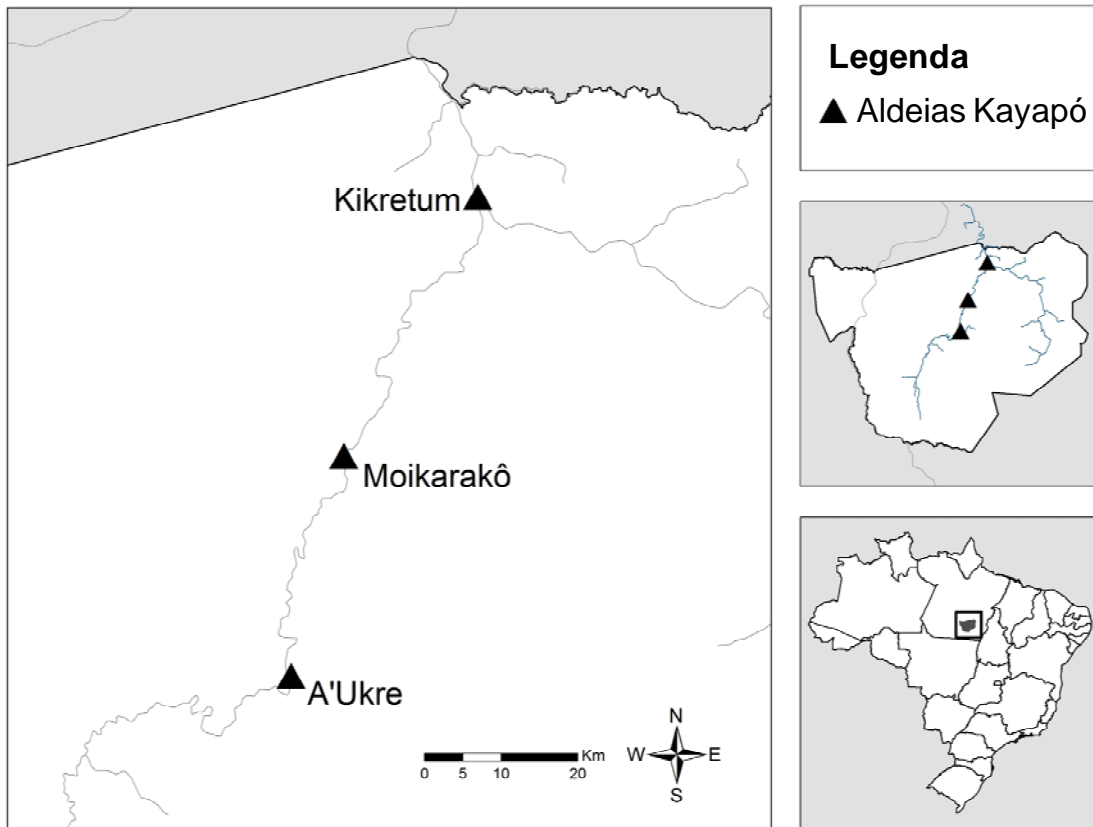 Legenda
Aldeias Kayapó
Kikretum
Moikarakô
A'Ukre
N
W E
S
Km
0 5 10 20